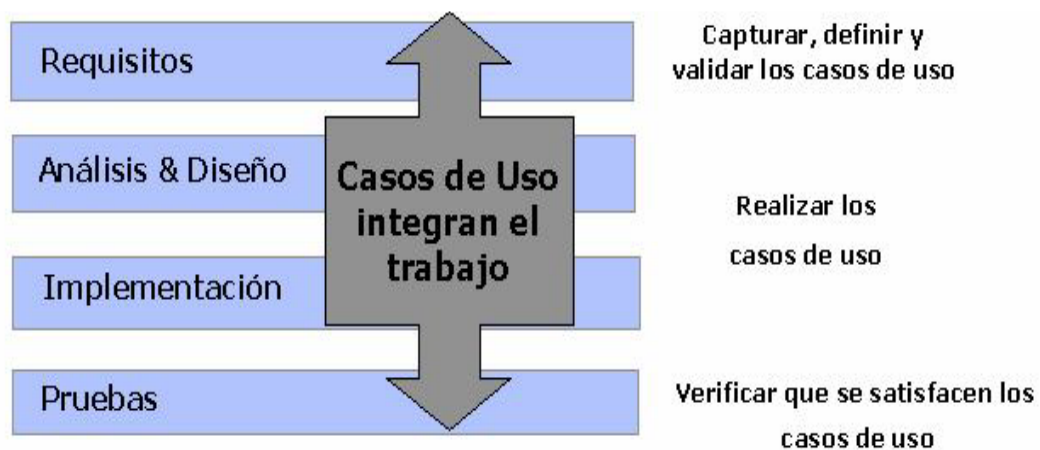 Requisitos
Capturar, definir y
validar los casos de uso
Análisis & Diseño
Casos de Uso
integran el
trabajo
Realizar los
casos de uso
Implementación
Pruebas
Verificar que se satisfacen los
casos de uso